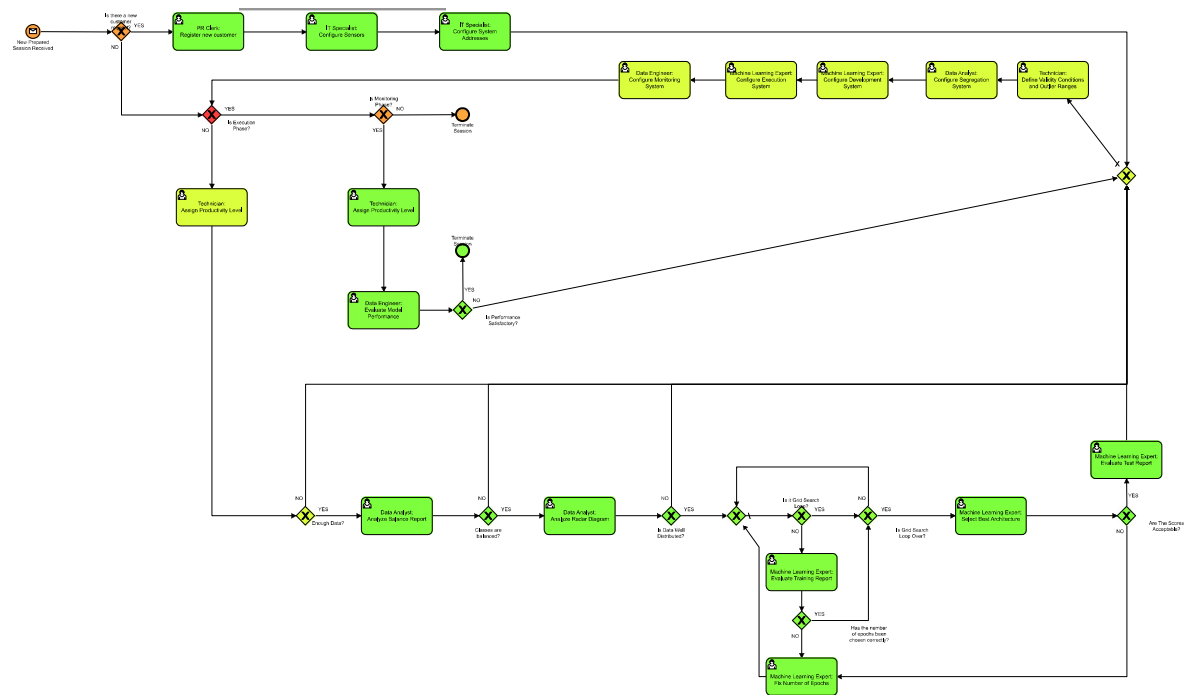 Is there a new
customer
YES
NO
New Prepared
Session Received
PR Clerk:
Register new customer
IT Specialist:
Configure Sensors
IT Specialist:
Configure System
Addresses
Data Engineer:
Configure Monitoring
System
Machine Learning Expert:
Configure Execution
System
Machine Learning Expert:
Configure Development
System
Data Analyst:
Configure Segregation
System
Technician:
Define Validity Conditions
and Outlier Ranges
YES
Is Execution
Phase?
NO
Is Monitoring
Phase?
NO
YES
Terminate
Session
Technician:
Assign Productivity Level
Technician:
Assign Productivity Level
Terminate
Session
YES
NO
Is Performance
Satisfactory?
Data Engineer:
Evaluate Model
Performance
Machine Learning Expert:
Evaluate Test Report
YES
NO
YES
Enough Data?
Data Analyst:
Analyze Balance Report
NO
YES
Classes are
balanced?
Data Analyst:
Analyze Radar Diagram
NO
YES
Is Data Well
Distributed?
Is it Grid Search
Loop?
YES
NO
NO
YES
Is Grid Search
Loop Over?
Machine Learning Expert:
Select Best Architecture
Are The Scores
Acceptable?
NO
Machine Learning Expert:
Evaluate Training Report
YES
NO
Has the number
of epochs been
chosen correctly?
Machine Learning Expert:
Fix Number of Epochs